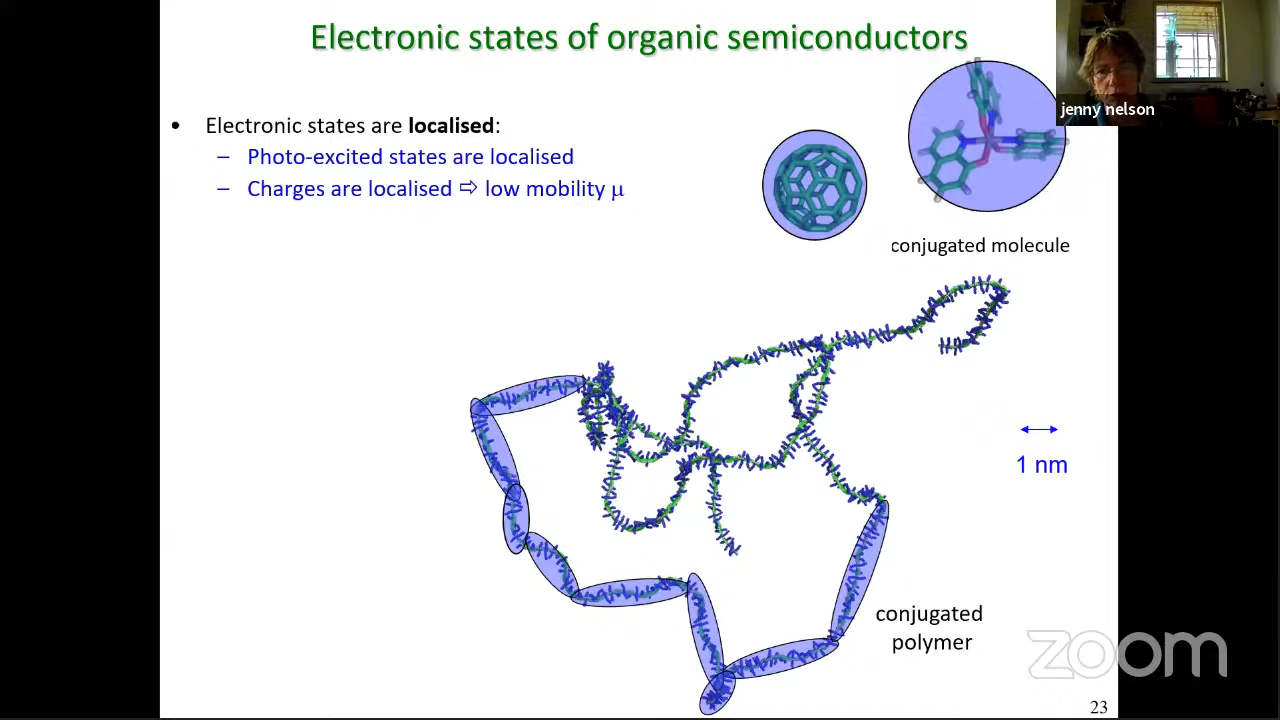 Electronic states of organic semiconductors
jenny nelson
• Electronic states are localised:
– Photo-excited states are localised
– Charges are localised ⇨ low mobility μ
conjugated molecule
1 nm
conjugated
polymer
zoom
23